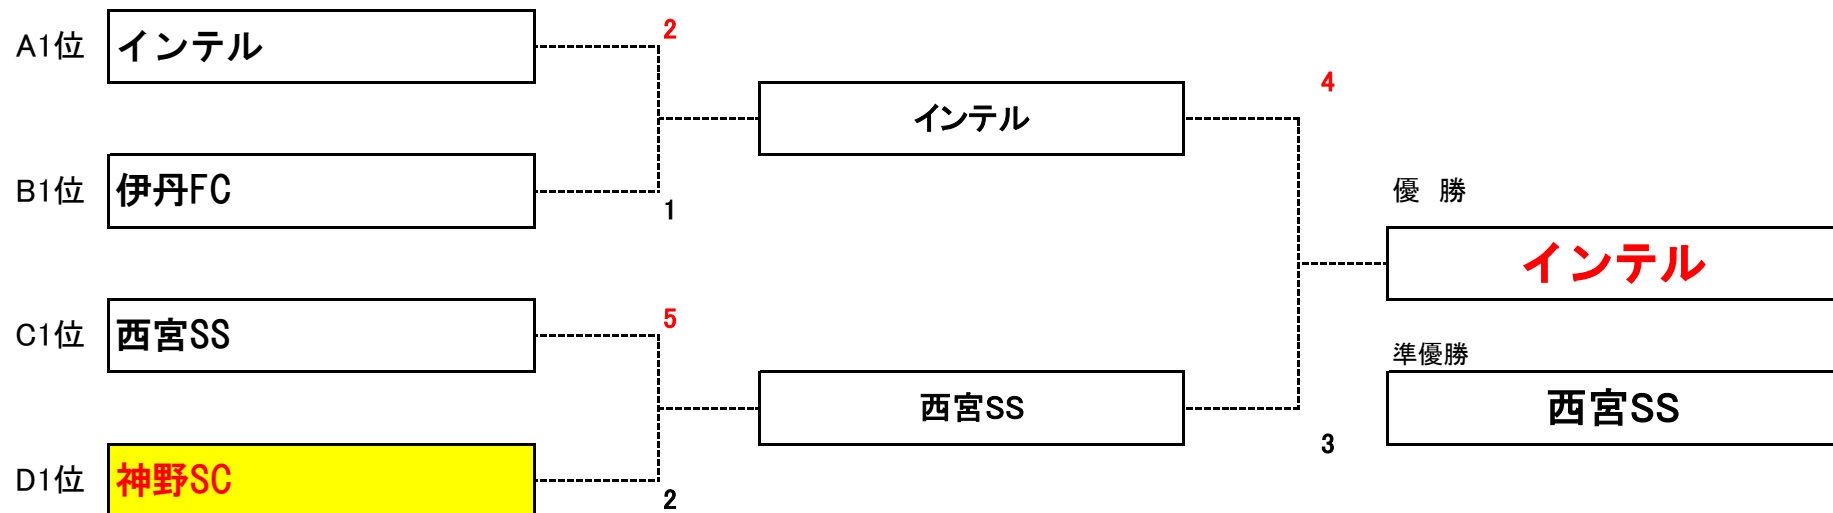 A1位 インテル
2
B1位 伊丹FC
1
C1位 西宮SS
5
D1位 神野SC
2
インテル
4
西宮SS
3
優 勝
インテル
準優勝
西宮SS